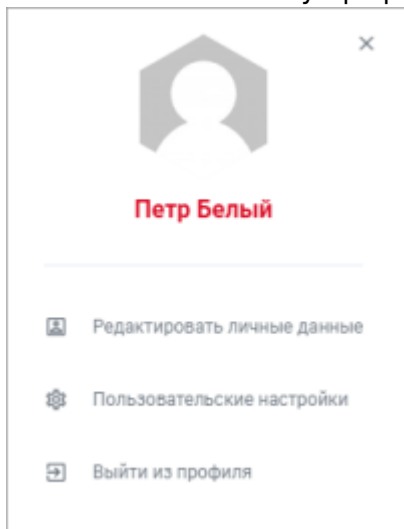 Петр Белый
Редактировать личные данные
Пользовательские настройки
Выйти из профиля